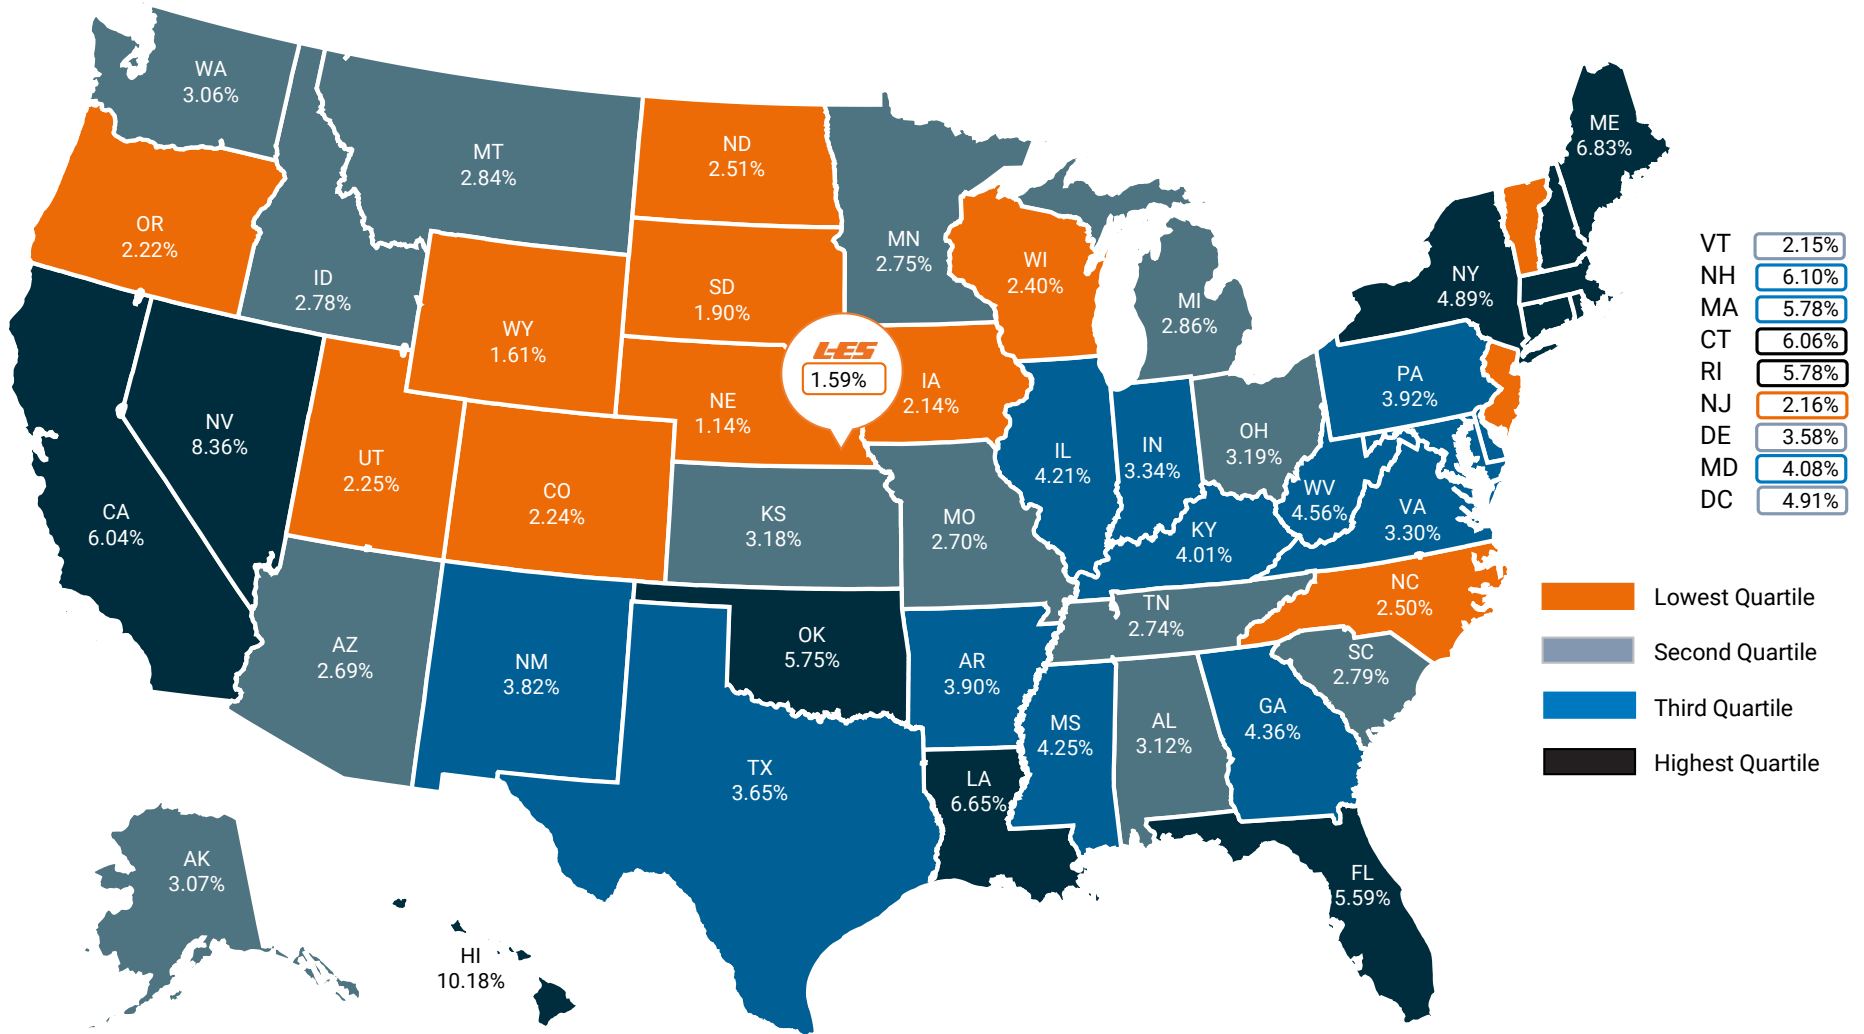 WA
3.06%
MT
2.84%
ND
2.51%
OR
2.22%
ID
2.78%
MN
2.75%
WI
2.40%
MI
2.86%
NY
4.89%
ME
6.83%
WY
1.61%
SD
1.90%
LES
1.59%
IA
2.14%
NE
1.14%
PA
3.92%
NV
8.36%
UT
2.25%
CO
2.24%
CA
6.04%
KS
3.18%
MO
2.70%
IL
4.21%
IN
3.34%
OH
3.19%
WV
4.56%
VA
3.30%
KY
4.01%
NC
2.50%
TN
2.74%
SC
2.79%
AZ
2.69%
NM
3.82%
OK
5.75%
AR
3.90%
MS
4.25%
AL
3.12%
GA
4.36%
TX
3.65%
LA
6.65%
FL
5.59%
AK
3.07%
HI
10.18%
VT 2.15%
NH 6.10%
MA 5.78%
CT 6.06%
RI 5.78%
NJ 2.16%
DE 3.58%
MD 4.08%
DC 4.91%
Lowest Quartile
Second Quartile
Third Quartile
Highest Quartile